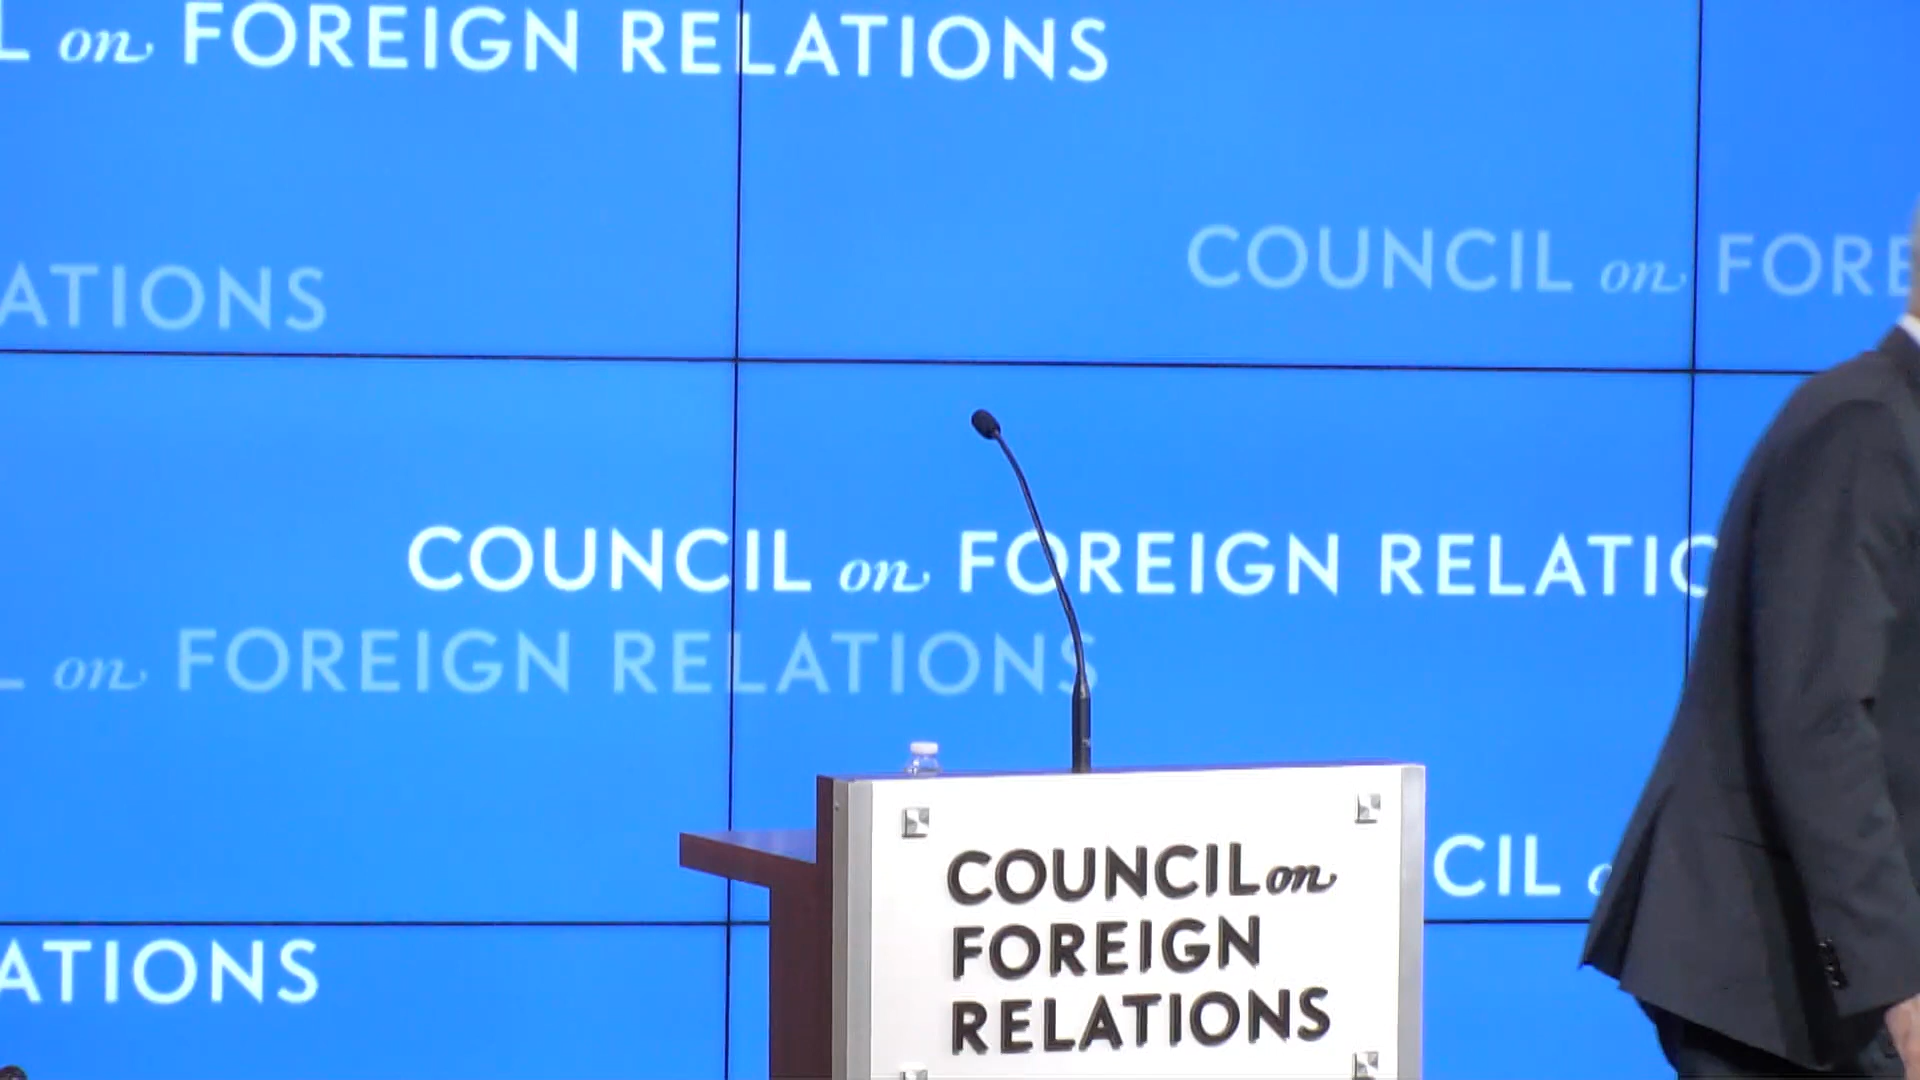 L on FOREIGN RELATIONS
COUNCIL on FORE
ATIONS
COUNCIL on FOREIGN RELATIO
L on FOREIGN RELATIONS
CIL
ATIONS
COUNCIL on
FOREIGN
RELATIONS